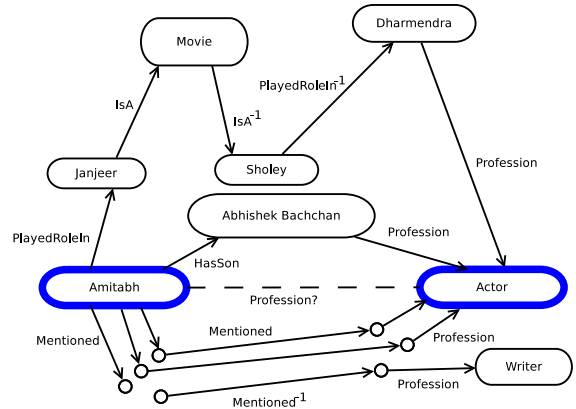 Dharmendra
Movie
PlayedRoleIn-1
IsA
IsA-1
Janjeer
Sholey
Profession
Abhishek Bachchan
PlayedRoleIn
Profession
HasSon
Amitabh
Actor
Profession?
Mentioned
Mentioned
Profession
Writer
Profession
Mentioned-1